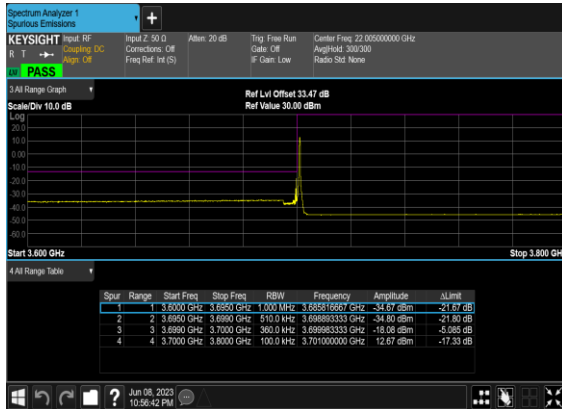 Spectrum Analyzer 1
Spurious Emissions
KEYSIGHT Input: RF Input Z: 50 Ω Atten: 20 dB Trig: Free Run Center Freq: 22.005000000 GHz
R T Coupling: DC Corrections: Off Gate: Off Avg|Hold: 300/300
Align: Off Freq Ref: Int (S) IF Gain: Low Radio Std: None
PASS
3 All Range Graph
Ref Lvl Offset 33.47 dB
Scale/Div 10.0 dB Ref Value 30.00 dBm
Log
20.0
10.0
0.00
-10.0
-20.0
-30.0
-40.0
-50.0
-60.0
Start 3.600 GHz Stop 3.800 GHz
4 All Range Table
Spur Range Start Freq Stop Freq RBW Frequency Amplitude ΔLimit
1 1 3.6000 GHz 3.6950 GHz 1.000 MHz 3.685816667 GHz -34.67 dBm -21.67 dB
2 2 3.6950 GHz 3.6990 GHz 510.0 kHz 3.698893333 GHz -34.80 dBm -21.80 dB
3 3 3.6990 GHz 3.7000 GHz 360.0 kHz 3.699983333 GHz -18.08 dBm -5.085 dB
4 4 3.7000 GHz 3.8000 GHz 100.0 kHz 3.701000000 GHz 12.67 dBm -17.33 dB
? Jun 08, 2023
10:56:42 PM